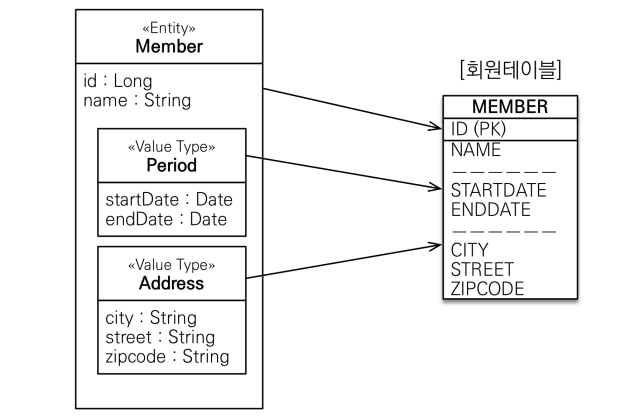 «Entity»
Member
id : Long
name : String
«Value Type»
Period
startDate : Date
endDate : Date
«Value Type»
Address
city : String
street : String
zipcode : String
[회원테이블]
MEMBER
ID (PK)
NAME
STARTDATE
ENDDATE
CITY
STREET
ZIPCODE